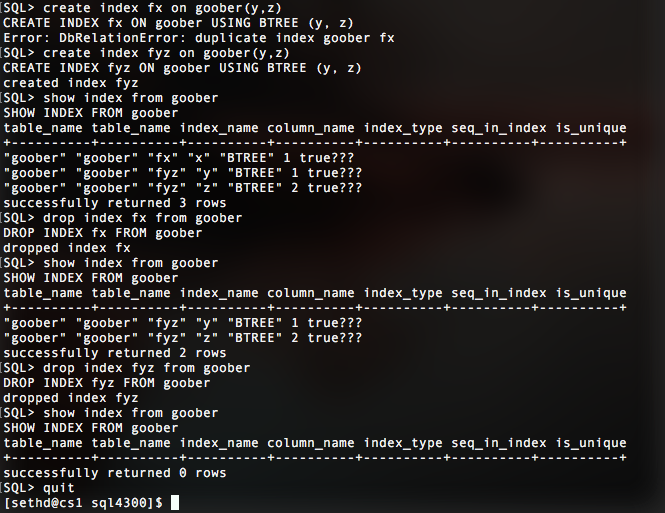 SQL> create index fx on goober(y,z)
CREATE INDEX fx ON goober USING BTREE (y, z)
Error: DbRelationError: duplicate index goober fx
[SQL> create index fyz on goober(y,z)
CREATE INDEX fyz ON goober USING BTREE (y, z)
created index fyz
[SQL> show index from goober
SHOW INDEX FROM goober
table_name table_name index_name column_name index_type seq_in_index is_unique
+----------+----------+----------+----------+----------+----------+----------+
"goober" "goober" "fx" "x" "BTREE" 1 true???
"goober" "goober" "fyz" "y" "BTREE" 1 true???
"goober" "goober" "fyz" "z" "BTREE" 2 true???
successfully returned 3 rows
[SQL> drop index fx from goober
DROP INDEX fx FROM goober
dropped index fx
[SQL> show index from goober
SHOW INDEX FROM goober
table_name table_name index_name column_name index_type seq_in_index is_unique
+----------+----------+----------+----------+----------+----------+----------+
"goober" "goober" "fyz" "y" "BTREE" 1 true???
"goober" "goober" "fyz" "z" "BTREE" 2 true???
successfully returned 2 rows
[SQL> drop index fyz from goober
DROP INDEX fyz FROM goober
dropped index fyz
[SQL> show index from goober
SHOW INDEX FROM goober
table_name table_name index_name column_name index_type seq_in_index is_unique
+----------+----------+----------+----------+----------+----------+----------+
successfully returned 0 rows
[SQL> quit
[sethd@cs1 sql4300]$